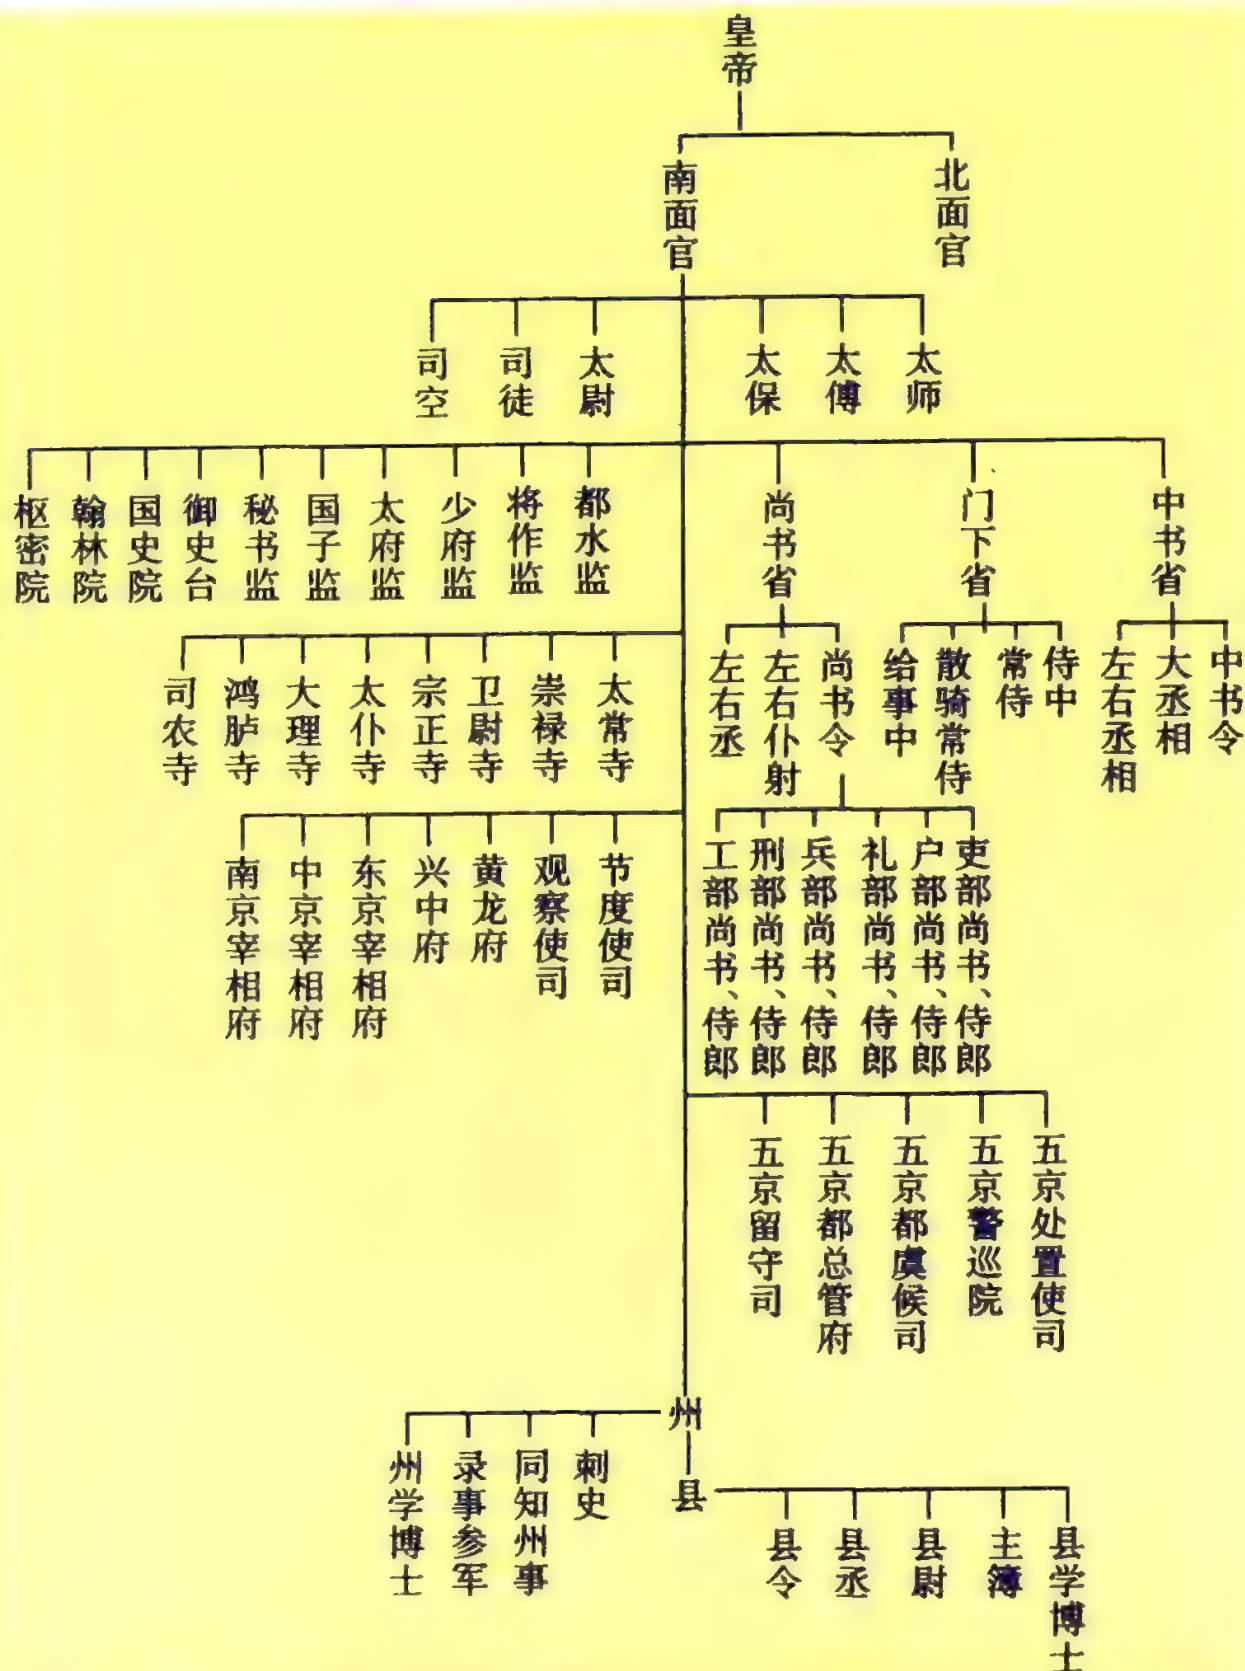 皇帝
南面官
北面官
司空
司徒
太尉
太保
太傅
太师
枢密院
翰林院
国史院
御史台
秘书监
国子监
太府监
少府监
将作监
都水监
尚书省
门下省
中书省
左右丞
左右仆射
尚书令
给事中
散骑常侍
常侍
侍中
左右丞相
大丞相
中书令
司农寺
鸿胪寺
大理寺
太仆寺
宗正寺
卫尉寺
崇禄寺
太常寺
工部尚书、侍郎
刑部尚书、侍郎
兵部尚书、侍郎
礼部尚书、侍郎
户部尚书、侍郎
吏部尚书、侍郎
南京宰相府
中京宰相府
东京宰相府
兴中府
黄龙府
观察使司
节度使司
五京留守司
五京都总管府
五京都虞候司
五京警巡院
五京处置使司
州
州学博士
录事参军
同知州事
刺史
县
县令
县丞
县尉
主簿
县学博士